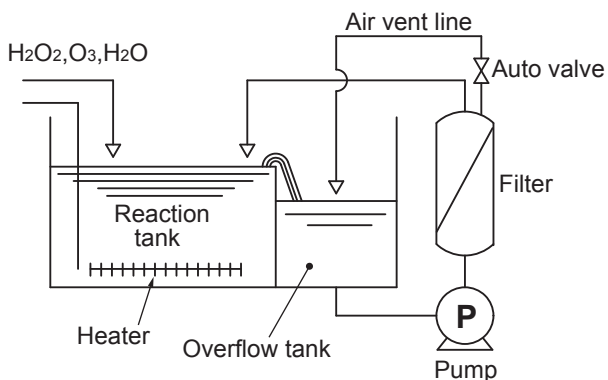 Air vent line
H2O2,O3,H2O
Auto valve
Filter
Reaction
tank
Heater
Overflow tank
P
Pump